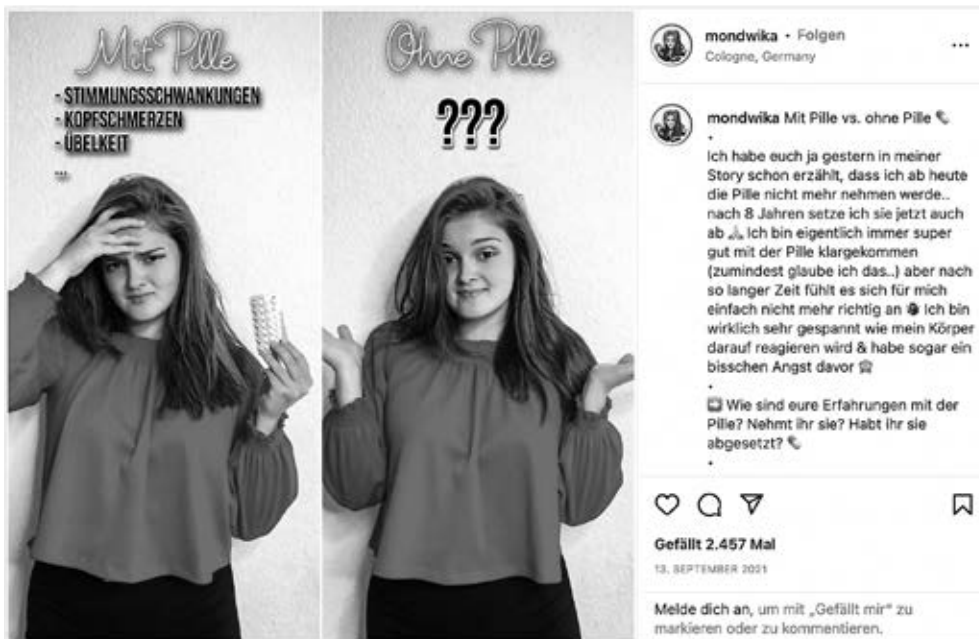 Mit Pille
- STIMMUNGSSCHWANKUNGEN
- KOPFSCHMERZEN
- ÜBELKEIT
...
Ohne Pille
???
mondwika • Folgen
Cologne, Germany
mondwika Mit Pille vs. ohne Pille
.
Ich habe euch ja gestern in meiner
Story schon erzählt, dass ich ab heute
die Pille nicht mehr nehmen werde..
nach 8 Jahren setze ich sie jetzt auch
ab Ich bin eigentlich immer super
gut mit der Pille klargekommen
(zumindest glaube ich das..) aber nach
so langer Zeit fühlt es sich für mich
einfach nicht mehr richtig an Ich bin
wirklich sehr gespannt wie mein Körper
darauf reagieren wird & habe sogar ein
bisschen Angst davor
.
Wie sind eure Erfahrungen mit der
Pille? Nehmt ihr sie? Habt ihr sie
abgesetzt?
.
Gefällt 2.457 Mal
13. SEPTEMBER 2021
Melde dich an, um mit „Gefällt mir" zu
markieren oder zu kommentieren.